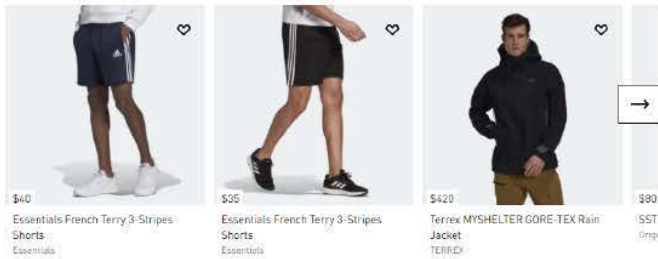 $40
Essentials French Terry 3-Stripes
Shorts
Essentials
$35
Essentials French Terry 3-Stripes
Shorts
Essentials
$420
Terrex MYSHELTER GORE-TEX Rain
Jacket
TERREX
$80
SST